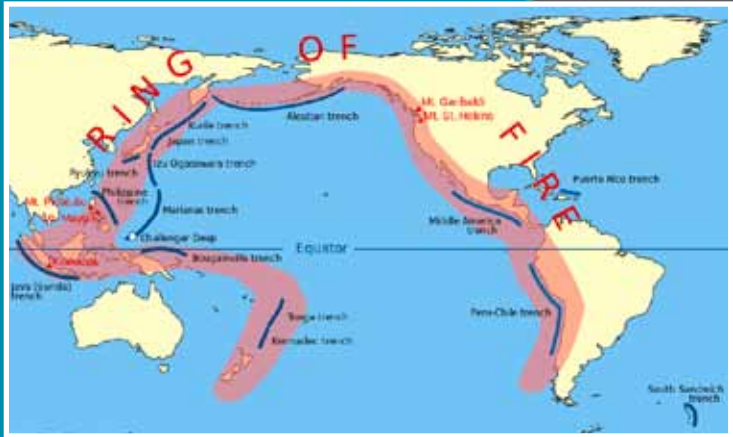 RING OF FIRE
Mt. Garibaldi
Mt. St. Helens
Aleutian trench
Kurile trench
Japan trench
Izu Ogasawara trench
Ryukyu trench
Puerto Rico trench
Philippine
trench
Marianas trench
Middle America
trench
Challenger Deep
Equator
Bougainville trench
Java (Sunda)
trench
Tonga trench
Peru-Chile trench
Kermadec trench
South Sandwich
trench